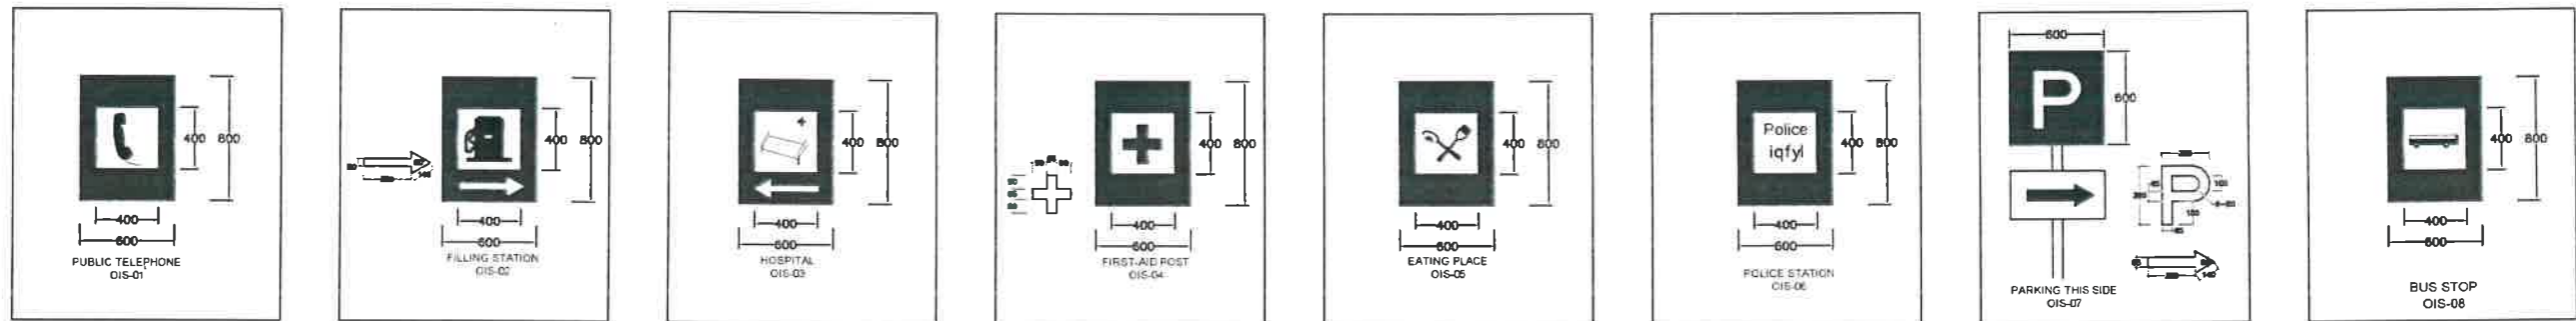 400
800
400
600
PUBLIC TELEPHONE
OIS-01
400
800
400
600
FILLING STATION
OIS-02
400
800
400
600
HOSPITAL
OIS-03
400
800
400
600
FIRST-AID POST
OIS-04
400
800
400
600
EATING PLACE
OIS-05
Police
iqfyl
400
800
400
600
POLICE STATION
OIS-06
600
P
600
P
PARKING THIS SIDE
OIS-07
400
800
400
600
BUS STOP
OIS-08